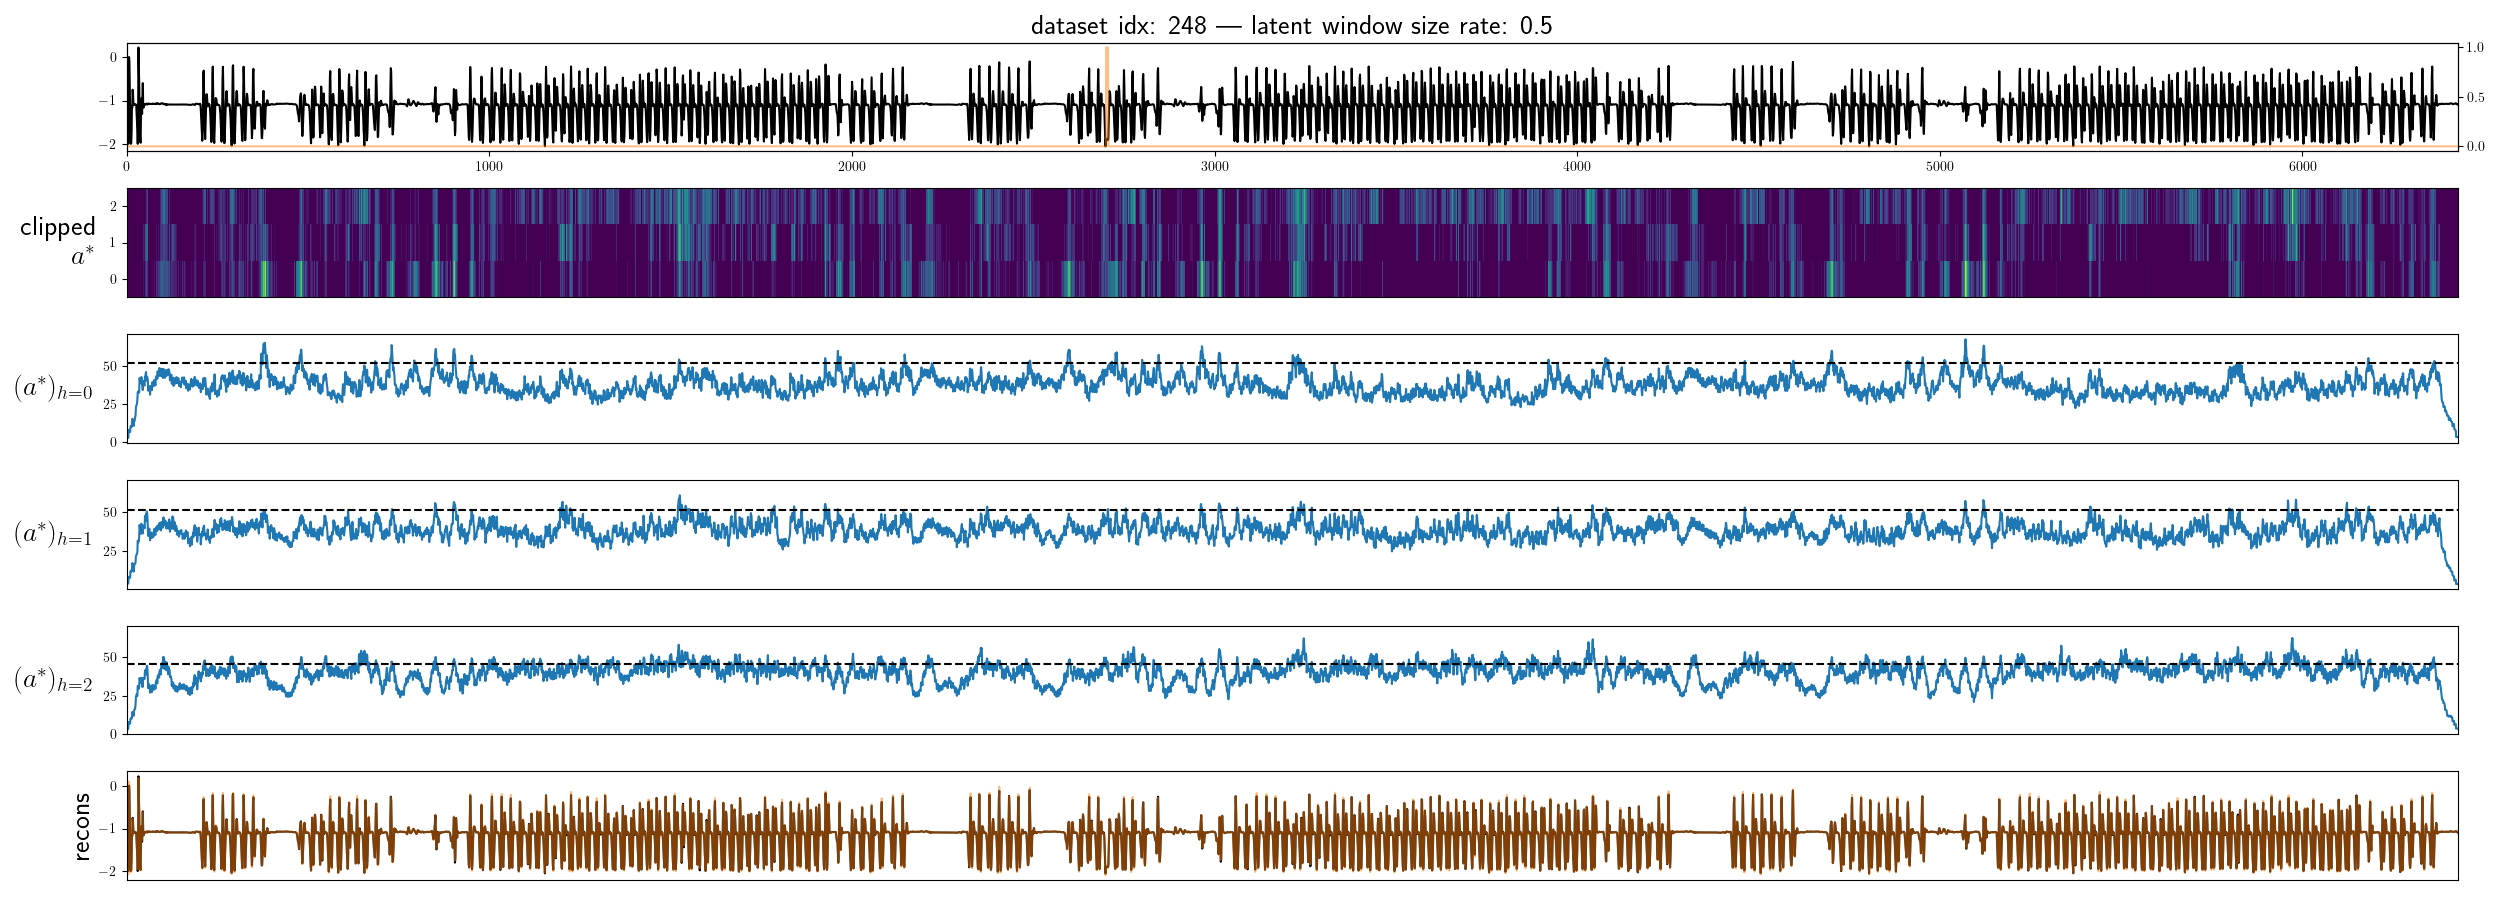 dataset idx: 248 — latent window size rate: 0.5
0
−1
−2
1.0
0.5
0.0
0 1000 2000 3000 4000 5000 6000
clipped
a*
2
1
0
(a*)h=0
50
25
0
(a*)h=1
50
25
(a*)h=2
50
25
0
recons
0
−1
−2